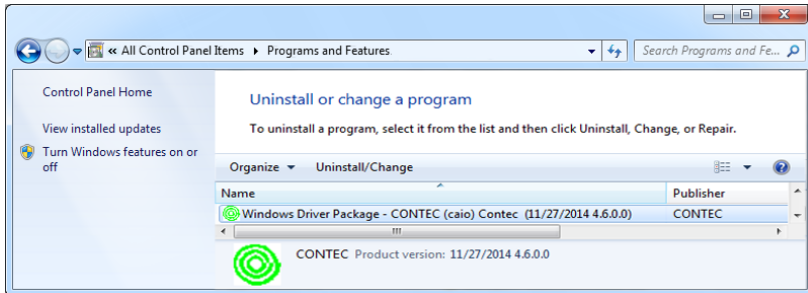 « All Control Panel Items ▸ Programs and Features
Search Programs and Fe...
Control Panel Home
View installed updates
Turn Windows features on or
off
Uninstall or change a program
To uninstall a program, select it from the list and then click Uninstall, Change, or Repair.
Organize Uninstall/Change
Name Publisher
Windows Driver Package - CONTEC (caio) Contec (11/27/2014 4.6.0.0) CONTEC
CONTEC Product version: 11/27/2014 4.6.0.0